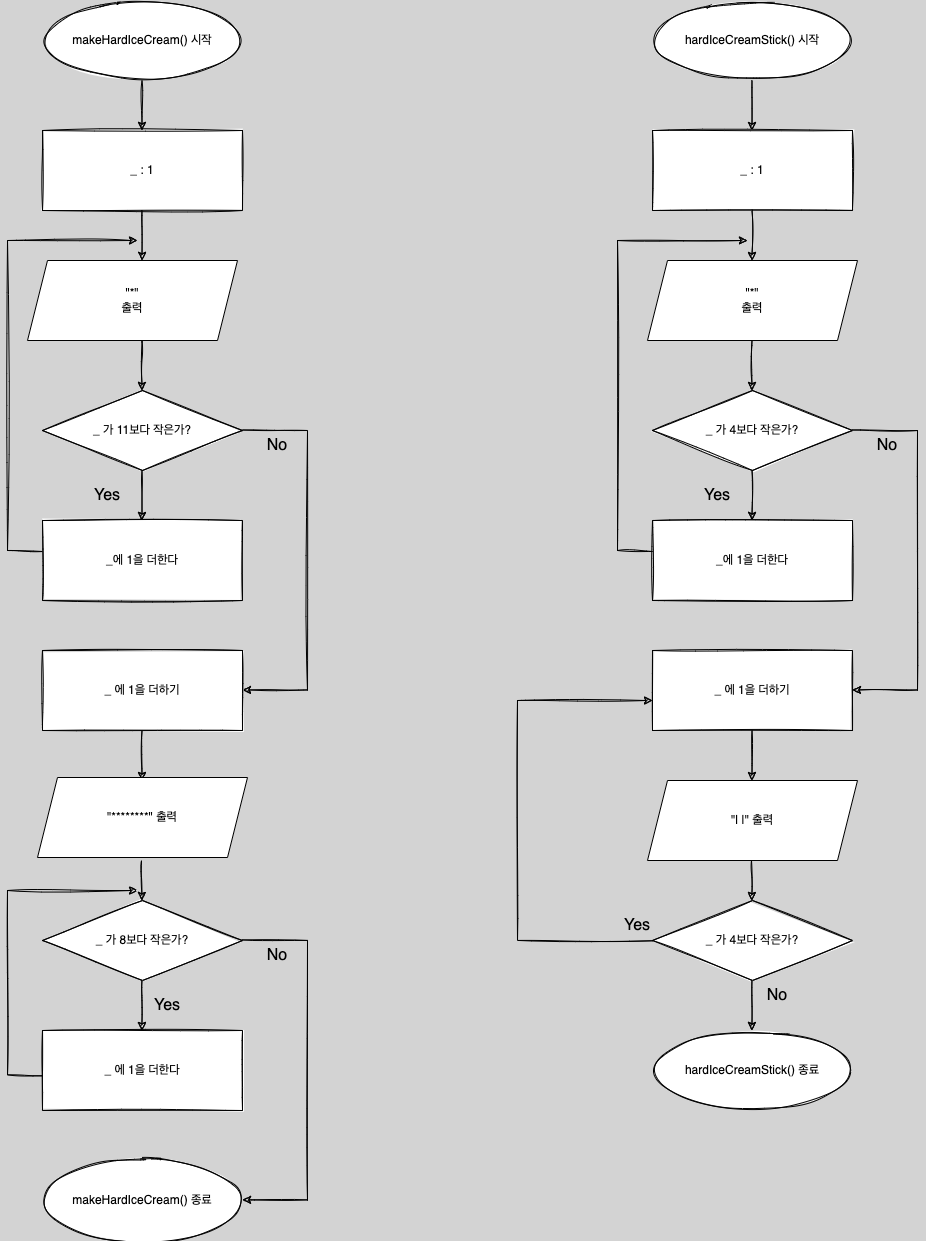 makeHardIceCream() 시작
_ : 1
"*"
출력
_ 가 11보다 작은가?
No
Yes
_에 1을 더한다
_ 에 1을 더하기
"********" 출력
_ 가 8보다 작은가?
No
Yes
_ 에 1을 더한다
makeHardIceCream() 종료
hardIceCreamStick() 시작
_ : 1
"*"
출력
_ 가 4보다 작은가?
No
Yes
_에 1을 더한다
_ 에 1을 더하기
"| |" 출력
_ 가 4보다 작은가?
Yes
No
hardIceCreamStick() 종료